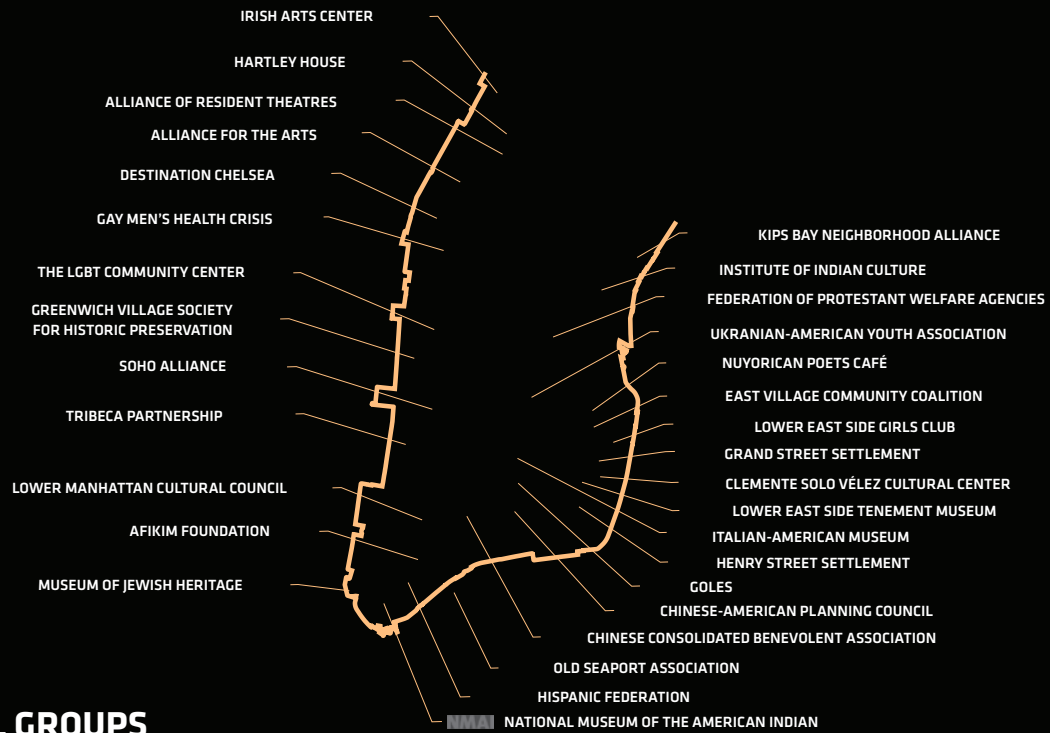 IRISH ARTS CENTER
HARTLEY HOUSE
ALLIANCE OF RESIDENT THEATRES
ALLIANCE FOR THE ARTS
DESTINATION CHELSEA
GAY MEN'S HEALTH CRISIS
THE LGBT COMMUNITY CENTER
GREENWICH VILLAGE SOCIETY
FOR HISTORIC PRESERVATION
SOHO ALLIANCE
TRIBECA PARTNERSHIP
LOWER MANHATTAN CULTURAL COUNCIL
AFIKIM FOUNDATION
MUSEUM OF JEWISH HERITAGE
KIPS BAY NEIGHBORHOOD ALLIANCE
INSTITUTE OF INDIAN CULTURE
FEDERATION OF PROTESTANT WELFARE AGENCIES
UKRANIAN-AMERICAN YOUTH ASSOCIATION
NUYORICAN POETS CAFÉ
EAST VILLAGE COMMUNITY COALITION
LOWER EAST SIDE GIRLS CLUB
GRAND STREET SETTLEMENT
CLEMENTE SOLO VÉLEZ CULTURAL CENTER
LOWER EAST SIDE TENEMENT MUSEUM
ITALIAN-AMERICAN MUSEUM
HENRY STREET SETTLEMENT
GOLES
CHINESE-AMERICAN PLANNING COUNCIL
CHINESE CONSOLIDATED BENEVOLENT ASSOCIATION
OLD SEAPORT ASSOCIATION
HISPANIC FEDERATION
NMAI NATIONAL MUSEUM OF THE AMERICAN INDIAN
GROUPS